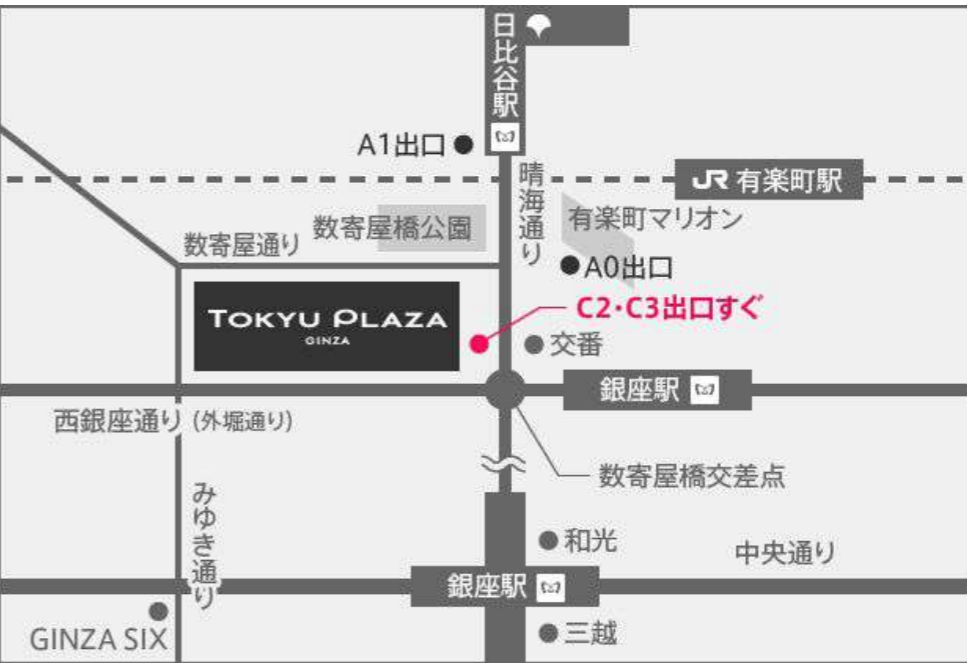 日比谷駅
A1出口
JR 有楽町駅
晴海通り
数寄屋橋公園
有楽町マリオン
数寄屋通り
A0出口
TOKYU PLAZA
GINZA
C2・C3出口すぐ
交番
銀座駅
西銀座通り (外堀通り)
数寄屋橋交差点
みゆき通り
和光
中央通り
銀座駅
GINZA SIX
三越